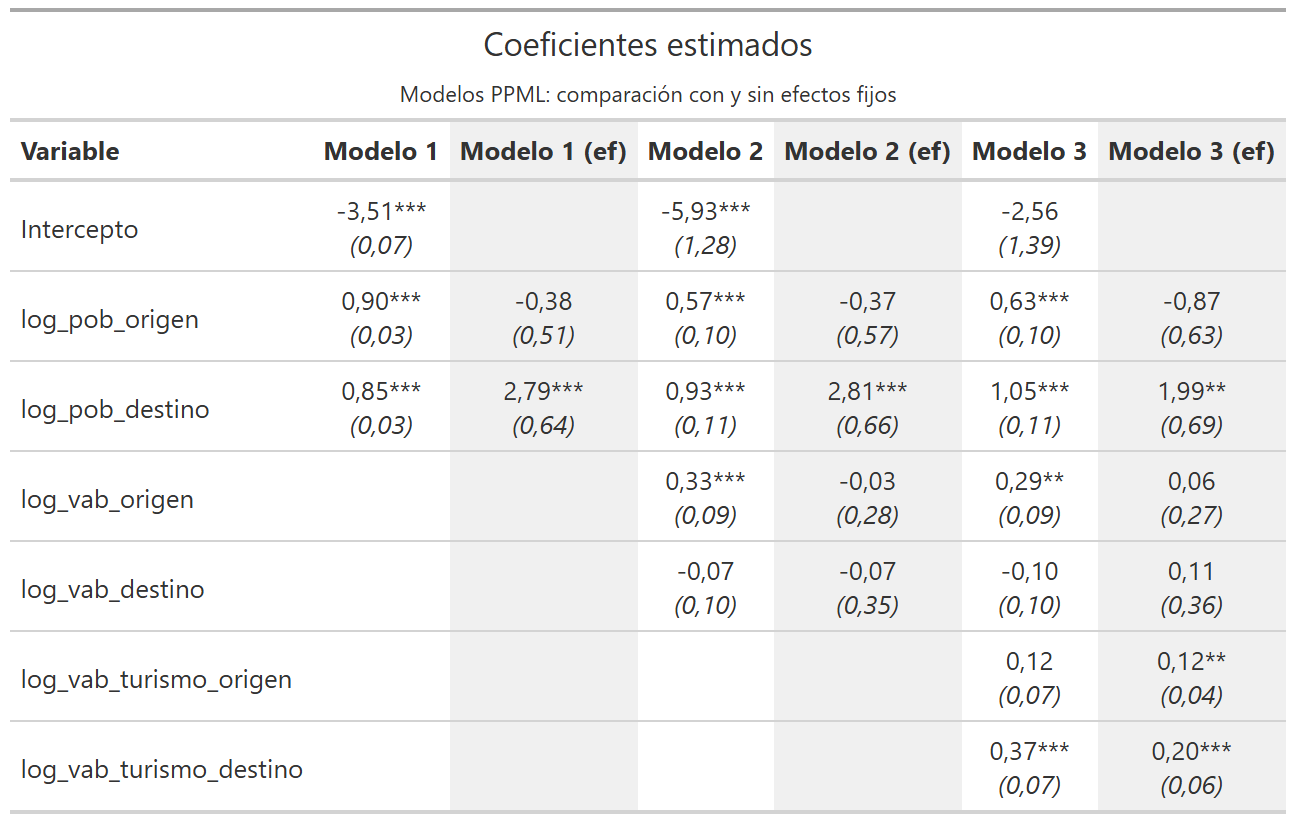 Coeficientes estimados
Modelos PPML: comparación con y sin efectos fijos
Variable Modelo 1 Modelo 1 (ef) Modelo 2 Modelo 2 (ef) Modelo 3 Modelo 3 (ef)
Intercepto -3,51*** -5,93*** -2,56
(0,07) (1,28) (1,39)
log_pob_origen 0,90*** -0,38 0,57*** -0,37 0,63*** -0,87
(0,03) (0,51) (0,10) (0,57) (0,10) (0,63)
log_pob_destino 0,85*** 2,79*** 0,93*** 2,81*** 1,05*** 1,99**
(0,03) (0,64) (0,11) (0,66) (0,11) (0,69)
log_vab_origen 0,33*** -0,03 0,29** 0,06
(0,09) (0,28) (0,09) (0,27)
log_vab_destino -0,07 -0,07 -0,10 0,11
(0,10) (0,35) (0,10) (0,36)
log_vab_turismo_origen 0,12 0,12**
(0,07) (0,04)
log_vab_turismo_destino 0,37*** 0,20***
(0,07) (0,06)